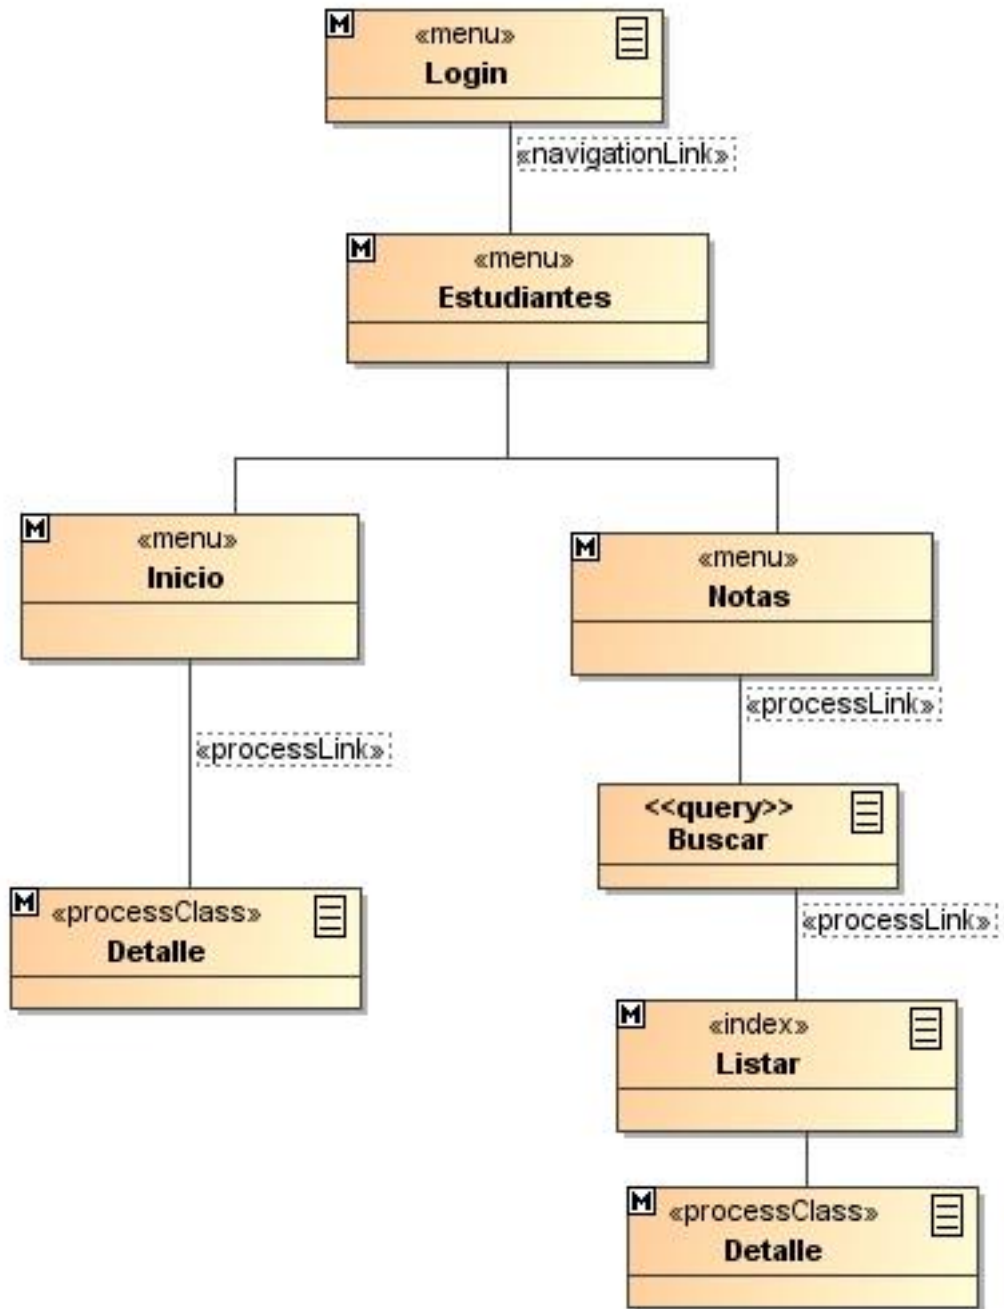 M
«menu»
Login
«navigationLink»
M
«menu»
Estudiantes
M
«menu»
Inicio
M
«menu»
Notas
«processLink»
«processLink»
<<query>>
Buscar
M
«processClass»
Detalle
«processLink»
M
«index»
Listar
M
«processClass»
Detalle